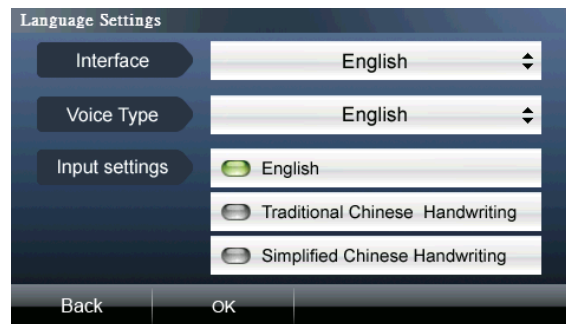 Language Settings
Interface English
Voice Type English
Input settings English
Traditional Chinese Handwriting
Simplified Chinese Handwriting
Back OK